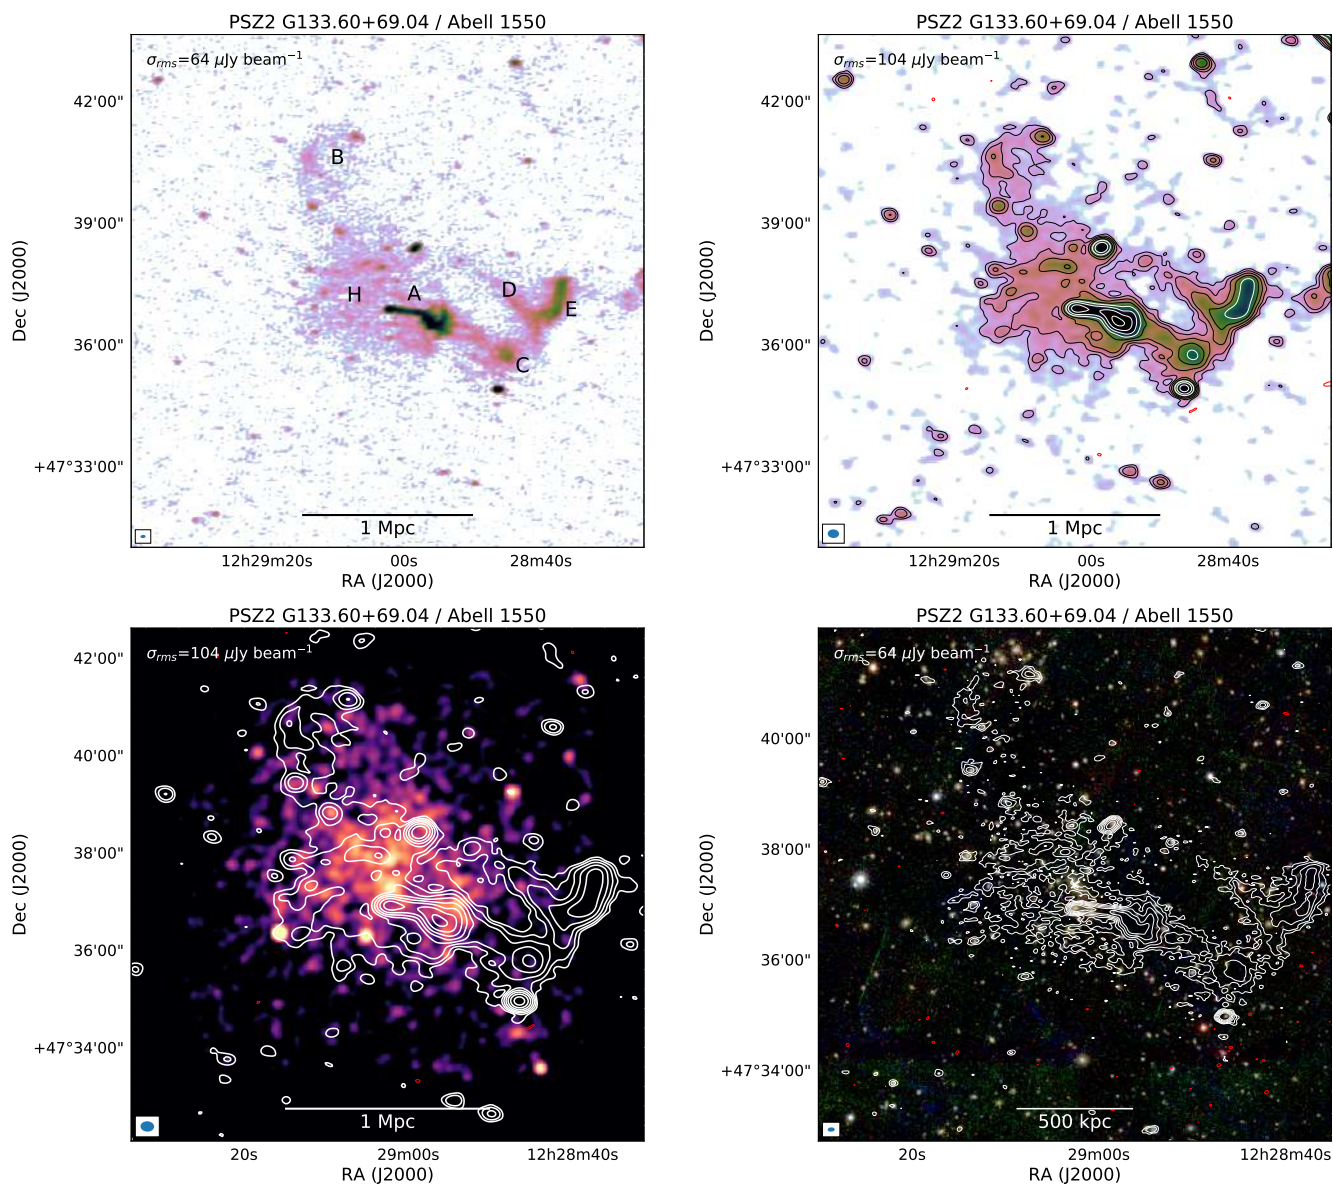 PSZ2 G133.60+69.04 / Abell 1550
σrms=64 μJy beam−1
42'00"
39'00"
36'00"
+47°33'00"
Dec (J2000)
B
H
A
D
E
C
1 Mpc
12h29m20s
00s
28m40s
RA (J2000)
PSZ2 G133.60+69.04 / Abell 1550
σrms=104 μJy beam−1
42'00"
39'00"
36'00"
+47°33'00"
Dec (J2000)
1 Mpc
12h29m20s
00s
28m40s
RA (J2000)
PSZ2 G133.60+69.04 / Abell 1550
σrms=104 μJy beam−1
42'00"
40'00"
38'00"
36'00"
+47°34'00"
Dec (J2000)
1 Mpc
20s
29m00s
12h28m40s
RA (J2000)
PSZ2 G133.60+69.04 / Abell 1550
σrms=64 μJy beam−1
40'00"
38'00"
36'00"
+47°34'00"
Dec (J2000)
500 kpc
20s
29m00s
12h28m40s
RA (J2000)